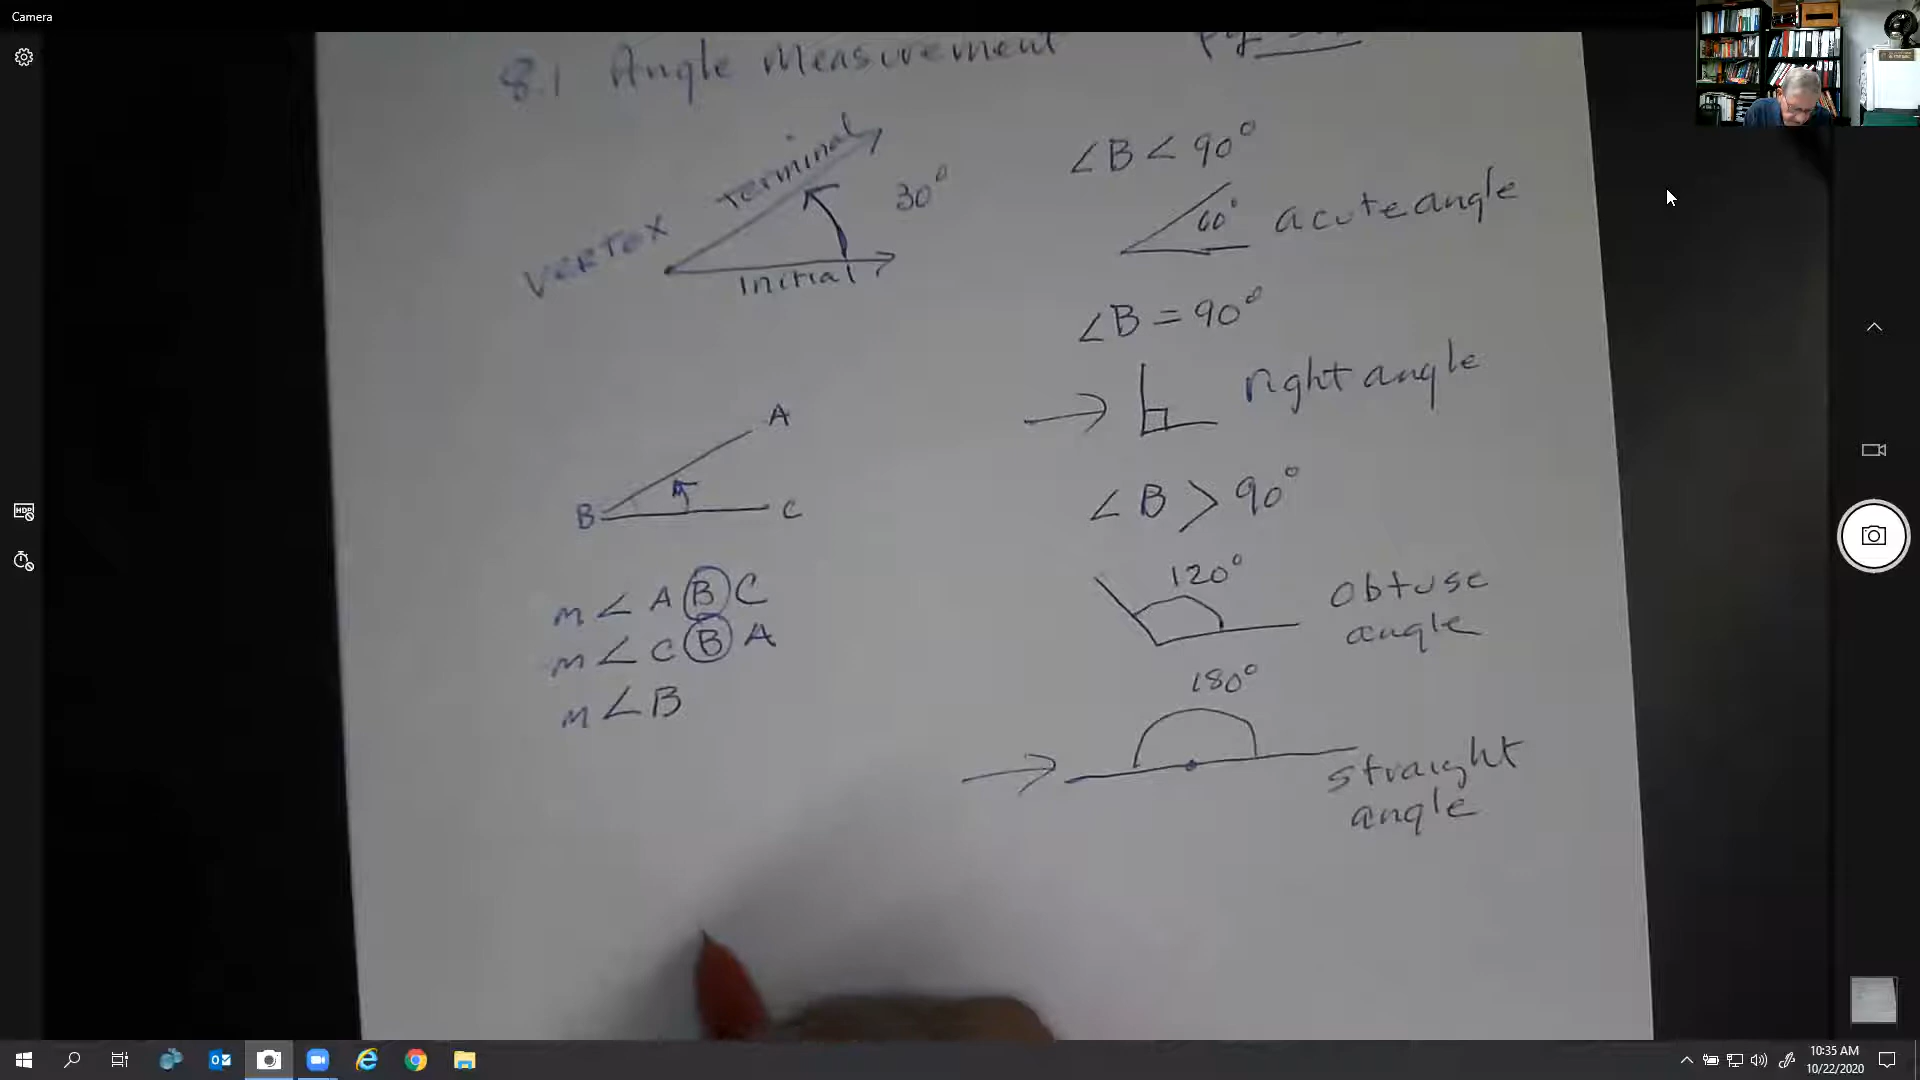 Camera
8.1 Angle Measurement
Terminal
30°
VERTEX
Initial
A
B
C
m∠ABC
m∠CBA
m∠B
∠B < 90°
60°
acute angle
∠B = 90°
right angle
∠B > 90°
120°
obtuse
angle
180°
straight
angle
HDR
10:35 AM
10/22/2020